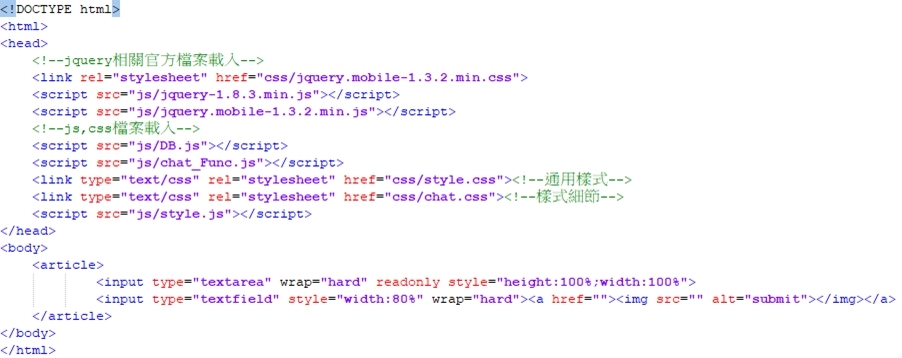 <!DOCTYPE html>
<html>
<head>
    <!--jquery相關官方檔案載入-->
    <link rel="stylesheet" href="css/jquery.mobile-1.3.2.min.css">
    <script src="js/jquery-1.8.3.min.js"></script>
    <script src="js/jquery.mobile-1.3.2.min.js"></script>
    <!--js,css檔案載入-->
    <script src="js/DB.js"></script>
    <script src="js/chat_Func.js"></script>
    <link type="text/css" rel="stylesheet" href="css/style.css"><!--通用樣式-->
    <link type="text/css" rel="stylesheet" href="css/chat.css"><!--樣式細節-->
    <script src="js/style.js"></script>
</head>
<body>
    <article>
            <input type="textarea" wrap="hard" readonly style="height:100%;width:100%">
            <input type="textfield" style="width:80%" wrap="hard"><a href=""><img src="" alt="submit"></img></a>
    </article>
</body>
</html>